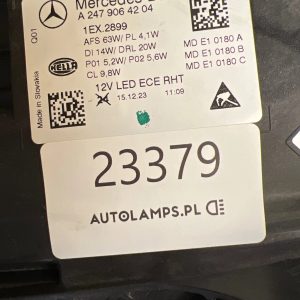 Mercedes
A 247 906 42 04
1EX.2899
AFS 63W/ PL 4,1W
DI 14W/ DRL 20W
P01 5,2W/ P02 5,6W
CL 9,8W
MD E1 0180 A
MD E1 0180 B
MD E1 0180 C
12V LED ECE RHT
15.12.23 11:09
Q01
HELLA
Made in Slovakia
23379
AUTOLAMPS.PL